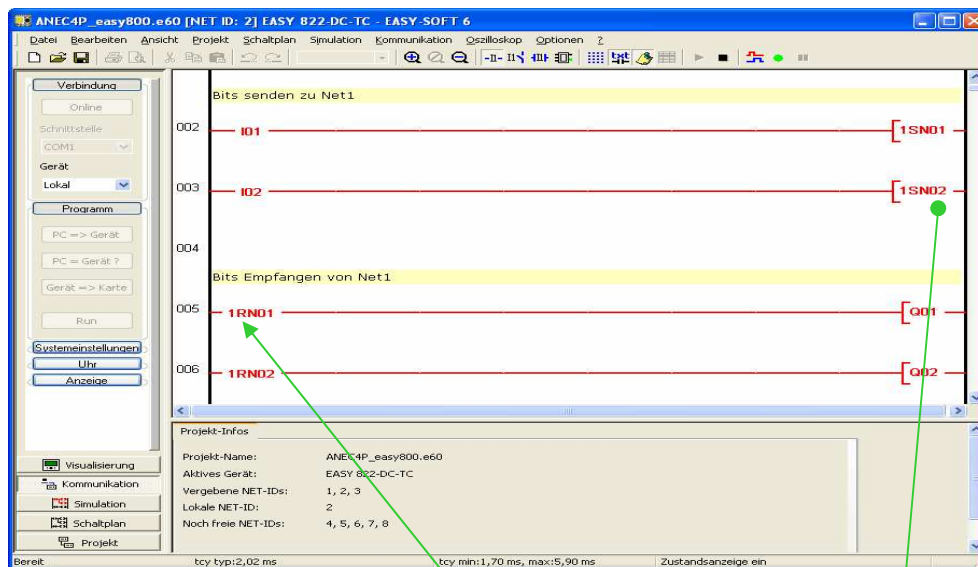 ANEC4P_easy800.e60 [NET ID: 2] EASY 822-DC-TC - EASY-SOFT 6
Datei Bearbeiten Ansicht Projekt Schaltplan Simulation Kommunikation Oszilloskop Optionen ?
Verbindung
Online
Schnittstelle
COM1
Gerät
Lokal
Programm
PC => Gerät
PC = Gerät ?
Gerät => Karte
Run
Systemeinstellungen
Uhr
Anzeige
Visualisierung
Kommunikation
Simulation
Schaltplan
Projekt
Bits senden zu Net1
002 I01 1SN01
003 I02 1SN02
004
Bits Empfangen von Net1
005 1RN01 Q01
006 1RN02 Q02
Projekt-Infos
Projekt-Name: ANEC4P_easy800.e60
Aktives Gerät: EASY 822-DC-TC
Vergebene NET-IDs: 1, 2, 3
Lokale NET-ID: 2
Noch freie NET-IDs: 4, 5, 6, 7, 8
Bereit tcy typ:2,02 ms tcy min:1,70 ms, max:5,90 ms Zustandsanzeige ein